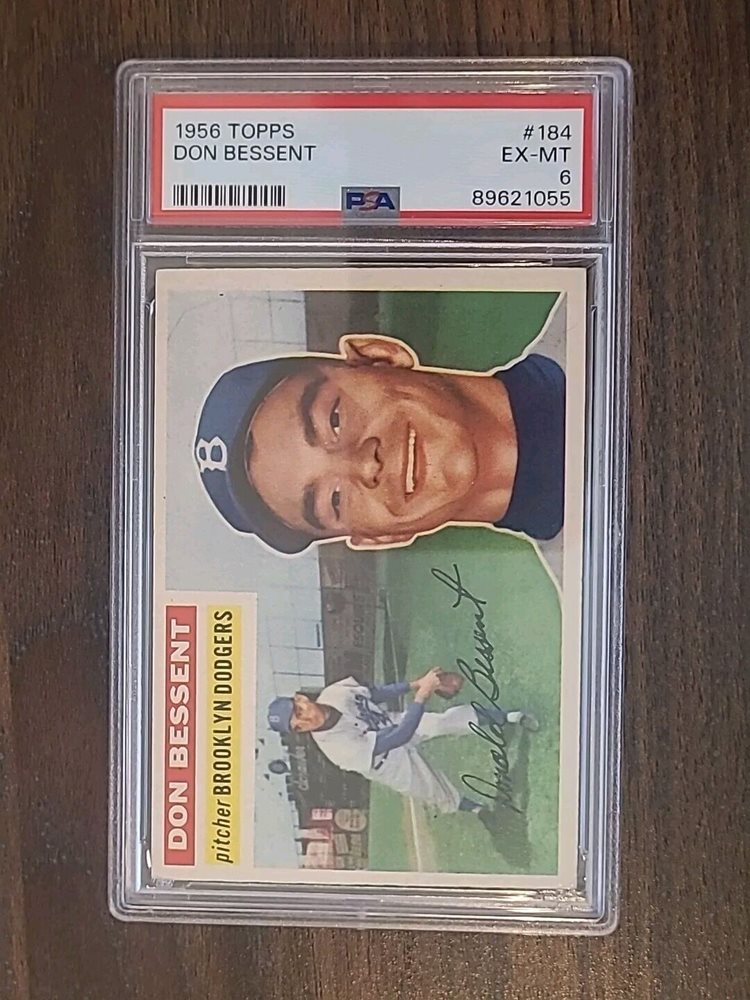 1956 TOPPS #184
DON BESSENT EX-MT
6
PSA 89621055
B
DON BESSENT
pitcher BROOKLYN DODGERS
B
Donald Bessent